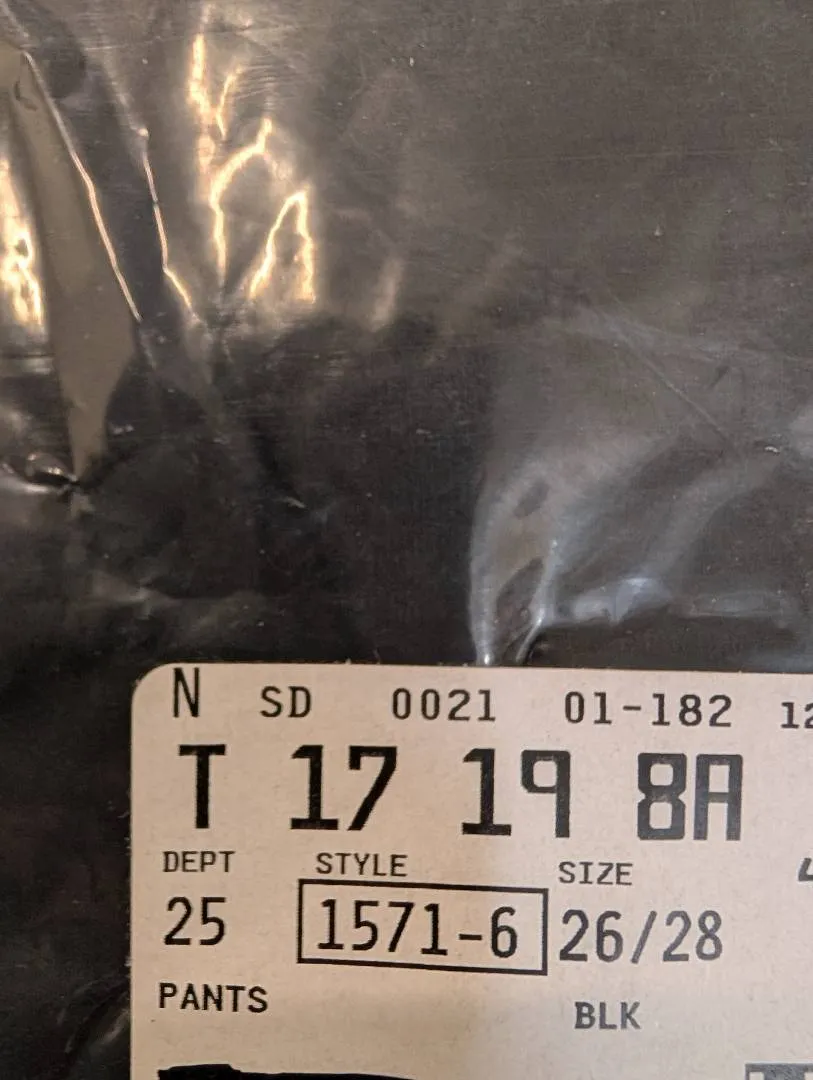 N SD 0021 01-182
T 17 19 8A
DEPT STYLE SIZE
25 1571-6 26/28
PANTS BLK